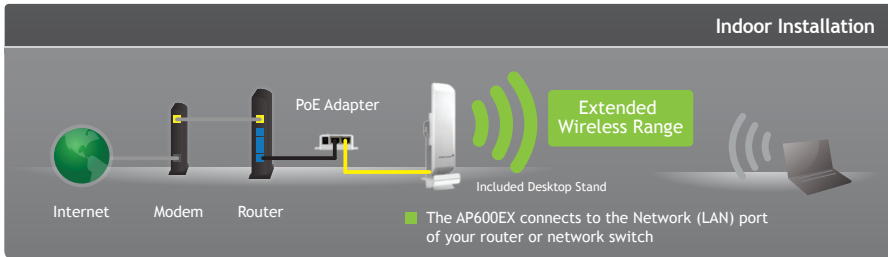 Indoor Installation
PoE Adapter
Extended
Wireless Range
Included Desktop Stand
Internet
Modem
Router
The AP600EX connects to the Network (LAN) port
of your router or network switch